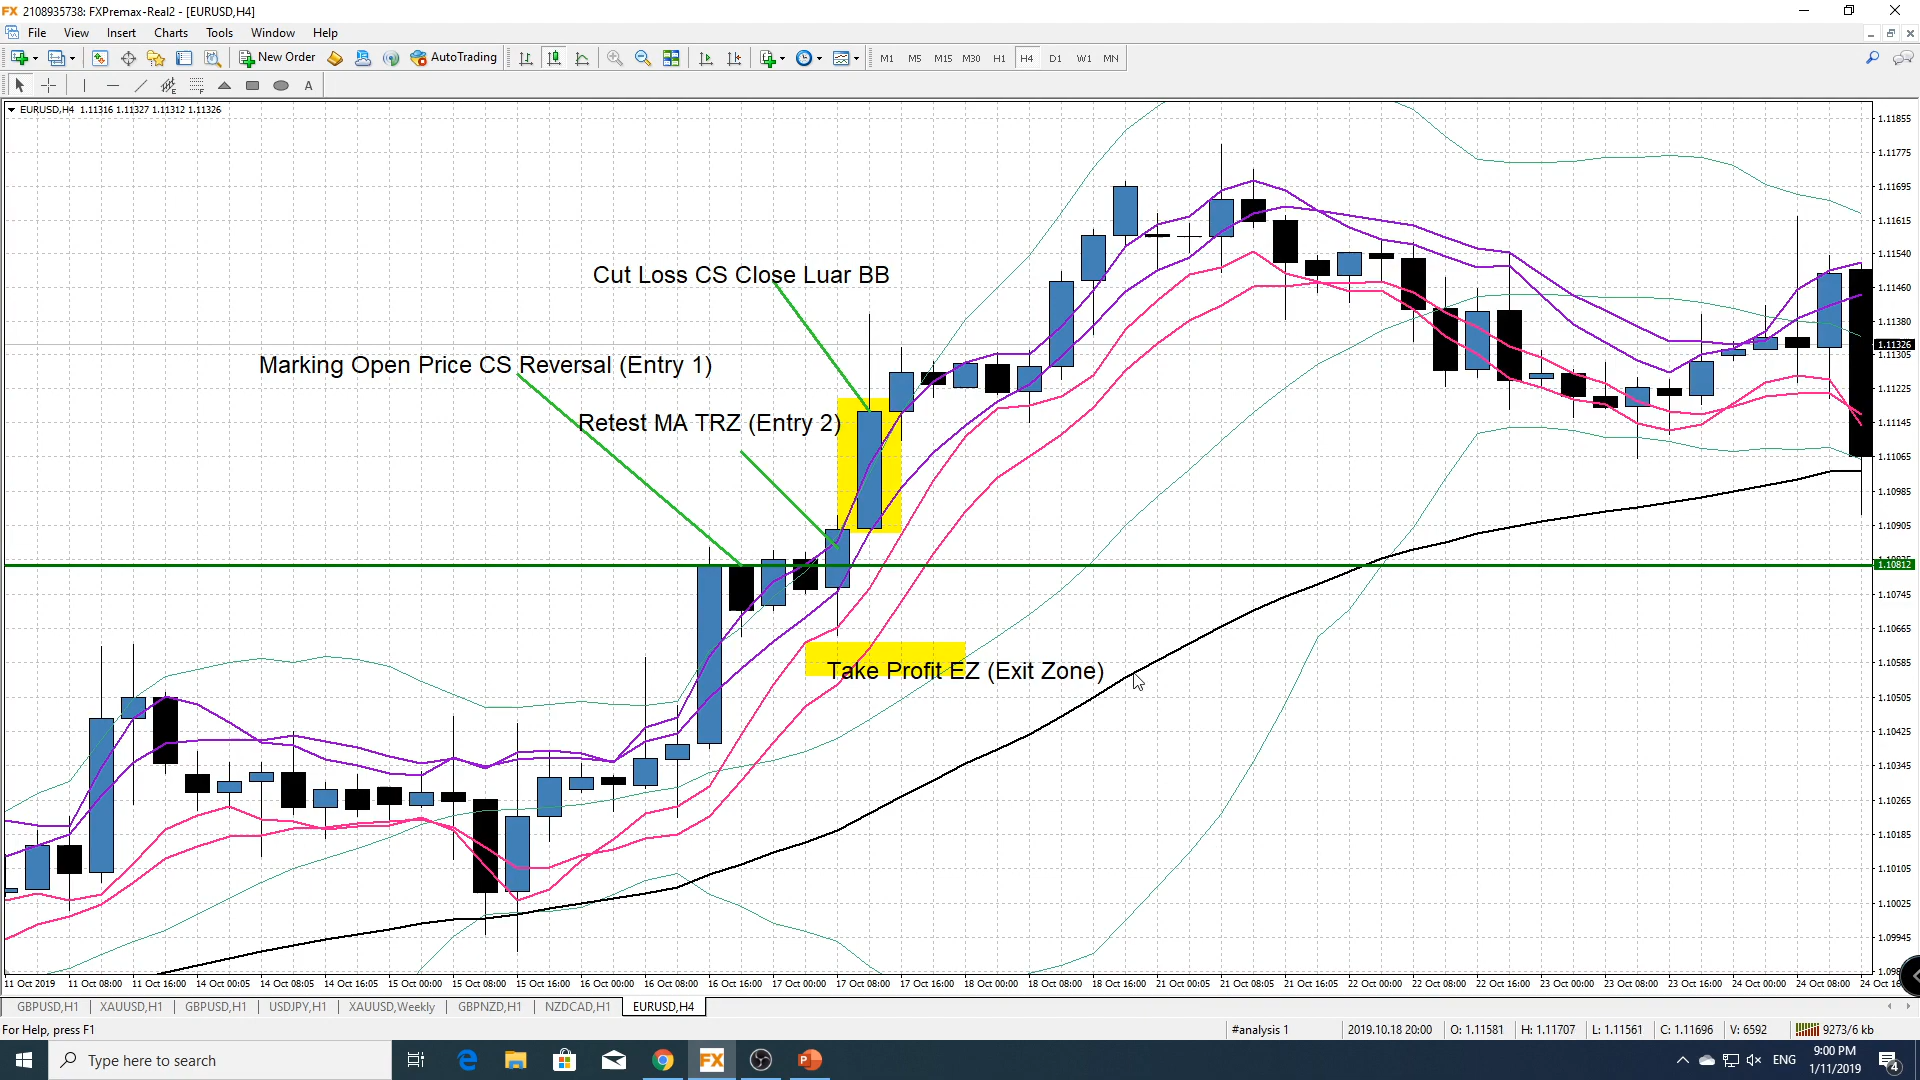 FX 2108935738: FXPremax-Real2 - [EURUSD,H4]
File View Insert Charts Tools Window Help
New Order AutoTrading M1 M5 M15 M30 H1 H4 D1 W1 MN
A
EURUSD,H4 1.11316 1.11327 1.11312 1.11326
1.11855
1.11775
1.11695
1.11615
1.11540
Cut Loss CS Close Luar BB
1.11460
1.11380
1.11326
1.11305
Marking Open Price CS Reversal (Entry 1)
1.11225
Retest MA TRZ (Entry 2)
1.11145
1.11065
1.10985
1.10905
1.10812
1.10745
1.10665
1.10585
Take Profit EZ (Exit Zone)
1.10505
1.10425
1.10345
1.10265
1.10185
1.10105
1.10025
1.09945
11 Oct 2019 11 Oct 08:00 11 Oct 16:00 14 Oct 00:05 14 Oct 08:05 14 Oct 16:00 15 Oct 00:00 15 Oct 08:00 15 Oct 16:00 16 Oct 00:00 16 Oct 08:00 16 Oct 16:00 17 Oct 00:00 17 Oct 08:00 17 Oct 16:00 18 Oct 00:00 18 Oct 08:00 18 Oct 16:00 21 Oct 00:05 21 Oct 08:05 21 Oct 16:05 22 Oct 00:00 22 Oct 08:00 22 Oct 16:00 23 Oct 00:00 23 Oct 08:00 23 Oct 16:00 24 Oct 00:00 24 Oct 08:00
GBPUSD,H1 XAUUSD,H1 GBPUSD,H1 USDJPY,H1 XAUUSD,Weekly GBPNZD,H1 NZDCAD,H1 EURUSD,H4
For Help, press F1 #analysis 1 2019.10.18 20:00 O: 1.11581 H: 1.11707 L: 1.11561 C: 1.11696 V: 6592 9273/6 kb
Type here to search FX ENG 9:00 PM
1/11/2019 4